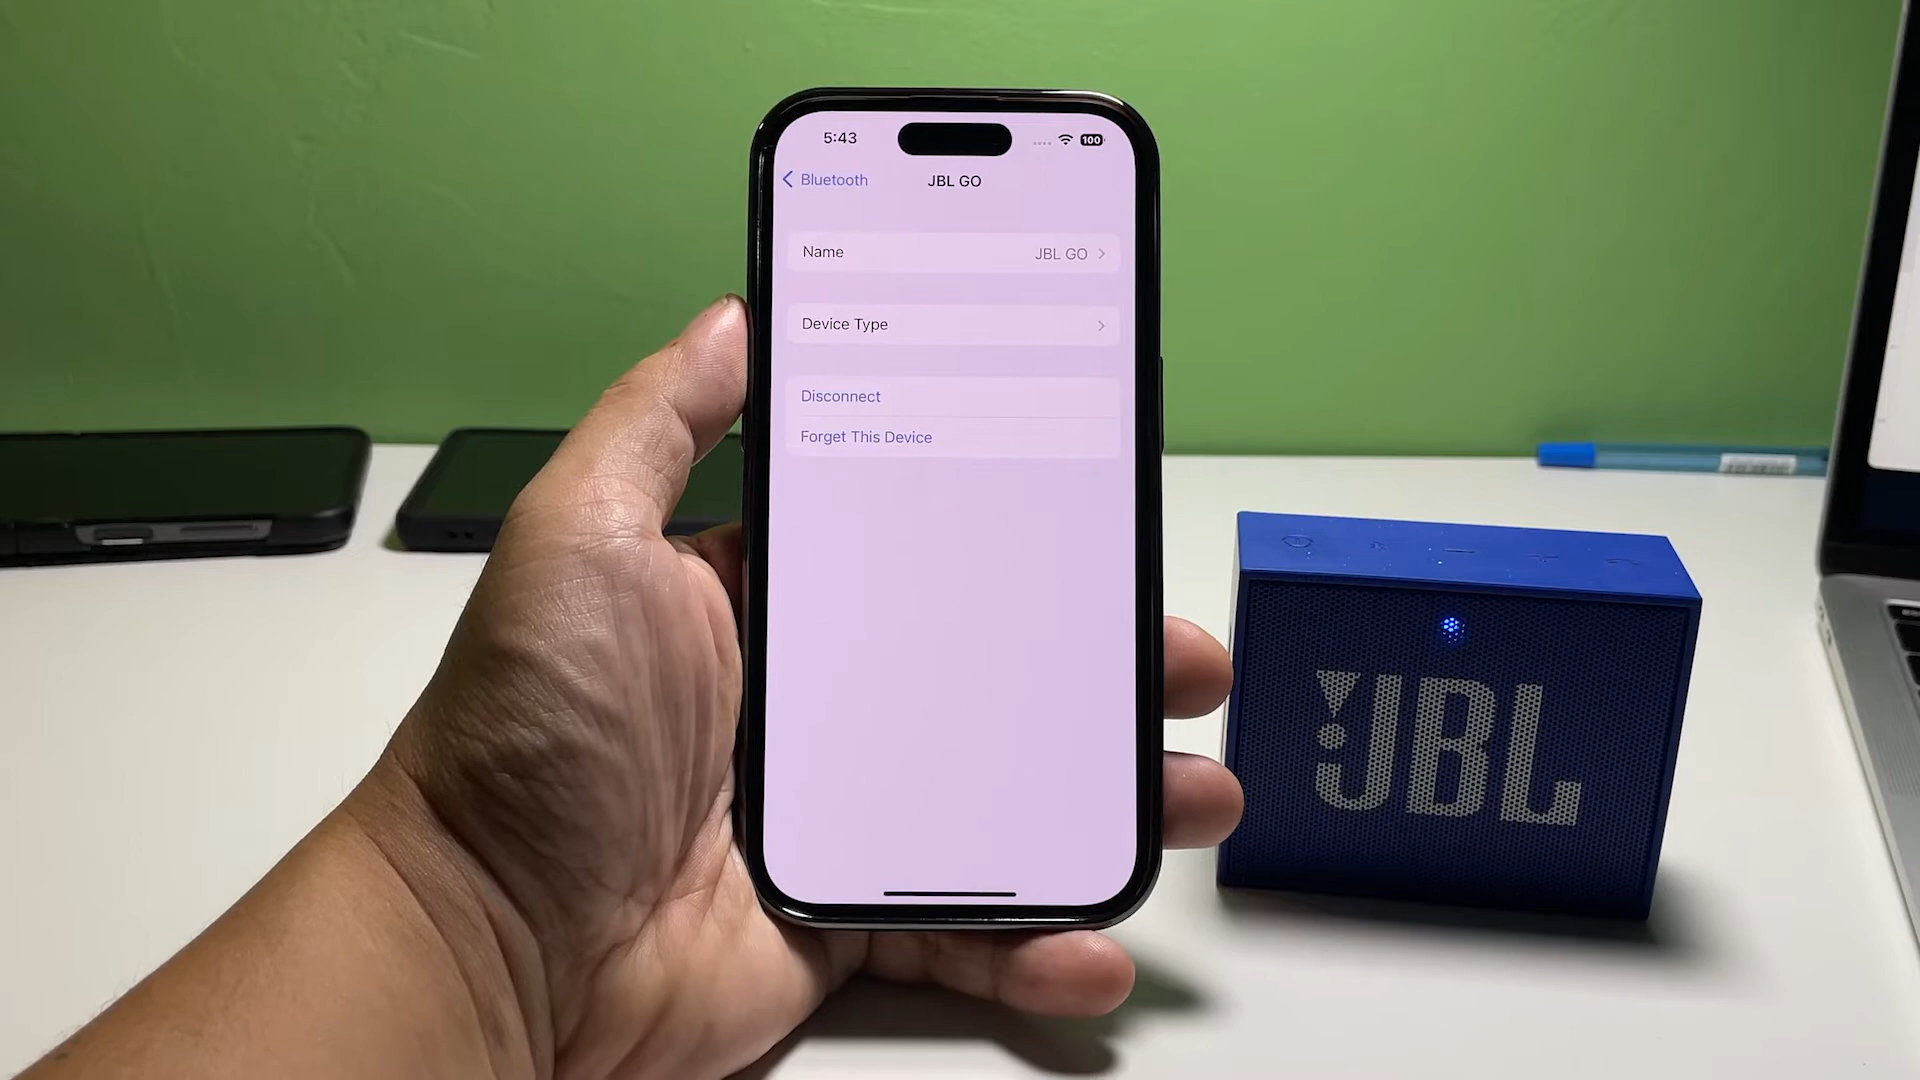 5:43
100
Bluetooth
JBL GO
Name
JBL GO
Device Type
Disconnect
Forget This Device
JBL